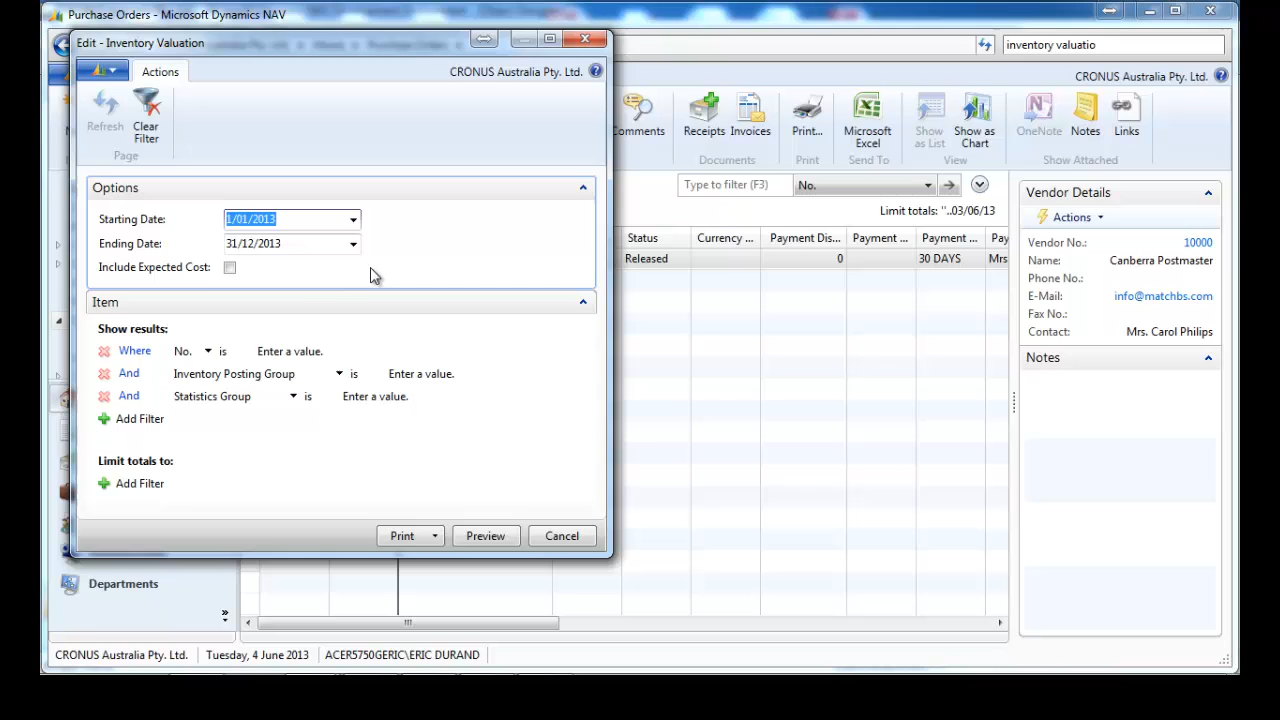 Purchase Orders - Microsoft Dynamics NAV
Edit - Inventory Valuation
inventory valuatio
Actions
CRONUS Australia Pty. Ltd.
CRONUS Australia Pty. Ltd.
Refresh
Clear
Filter
Page
Comments
Receipts
Invoices
Documents
Print...
Print
Microsoft
Excel
Send To
Show
as List
Show as
Chart
View
OneNote
Notes
Links
Show Attached
Options
Starting Date:
1/01/2013
Ending Date:
31/12/2013
Include Expected Cost:
Item
Show results:
Where No. is Enter a value.
And Inventory Posting Group is Enter a value.
And Statistics Group is Enter a value.
Add Filter
Limit totals to:
Add Filter
Print
Preview
Cancel
Type to filter (F3)
No.
Limit totals: ''..03/06/13
Status
Currency ...
Payment Dis...
Payment ...
Payment ...
Pay
Released
0
30 DAYS
Mrs
Vendor Details
Actions
Vendor No.: 10000
Name: Canberra Postmaster
Phone No.:
E-Mail: info@matchbs.com
Fax No.:
Contact: Mrs. Carol Philips
Notes
Departments
CRONUS Australia Pty. Ltd.
Tuesday, 4 June 2013
ACER5750GERIC\ERIC DURAND